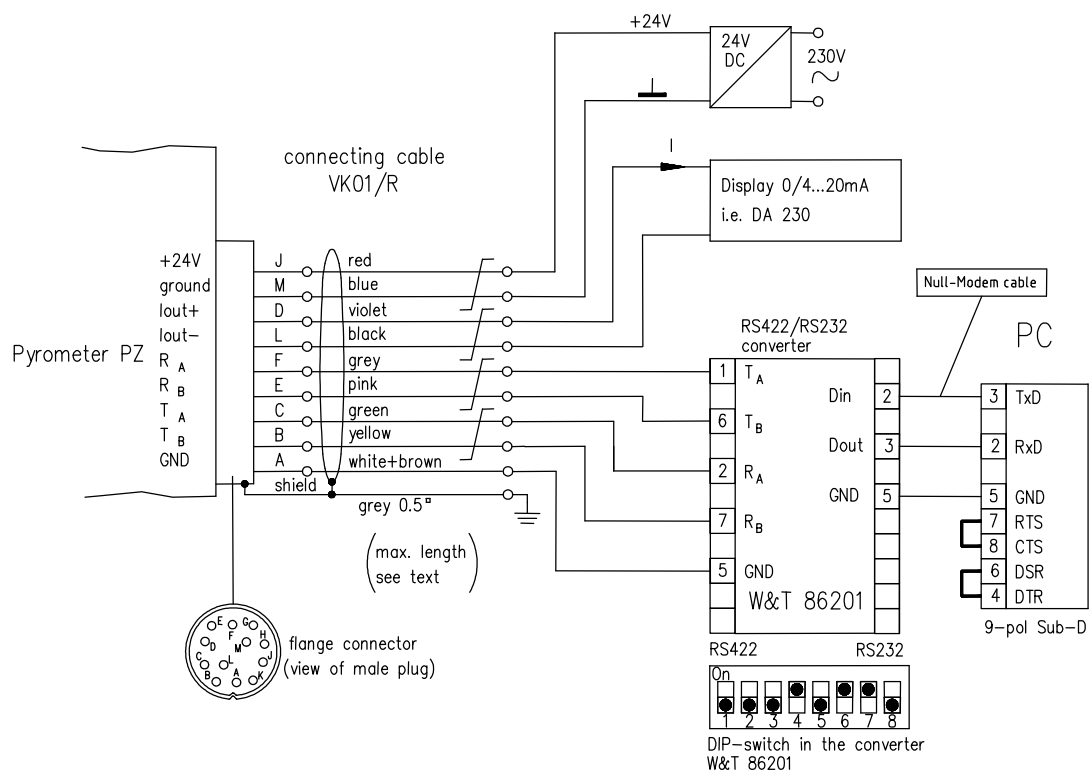 +24V
24V
DC
230V
connecting cable
VK01/R
I
Display 0/4...20mA
i.e. DA 230
Pyrometer PZ
+24V J red
ground M blue
Iout+ D violet
Iout- L black
R A F grey
R B E pink
T A C green
T B B yellow
GND A white+brown
shield
grey 0.5¤
(max. length
see text)
Null-Modem cable
RS422/RS232
converter
PC
1 TA
6 TB
2 RA
7 RB
5 GND
Din 2
Dout 3
GND 5
W&T 86201
RS422 RS232
3 TxD
2 RxD
5 GND
7 RTS
8 CTS
6 DSR
4 DTR
9-pol Sub-D
E F G
D M H
C L J
B A K
flange connector
(view of male plug)
On
1 2 3 4 5 6 7 8
DIP-switch in the converter
W&T 86201